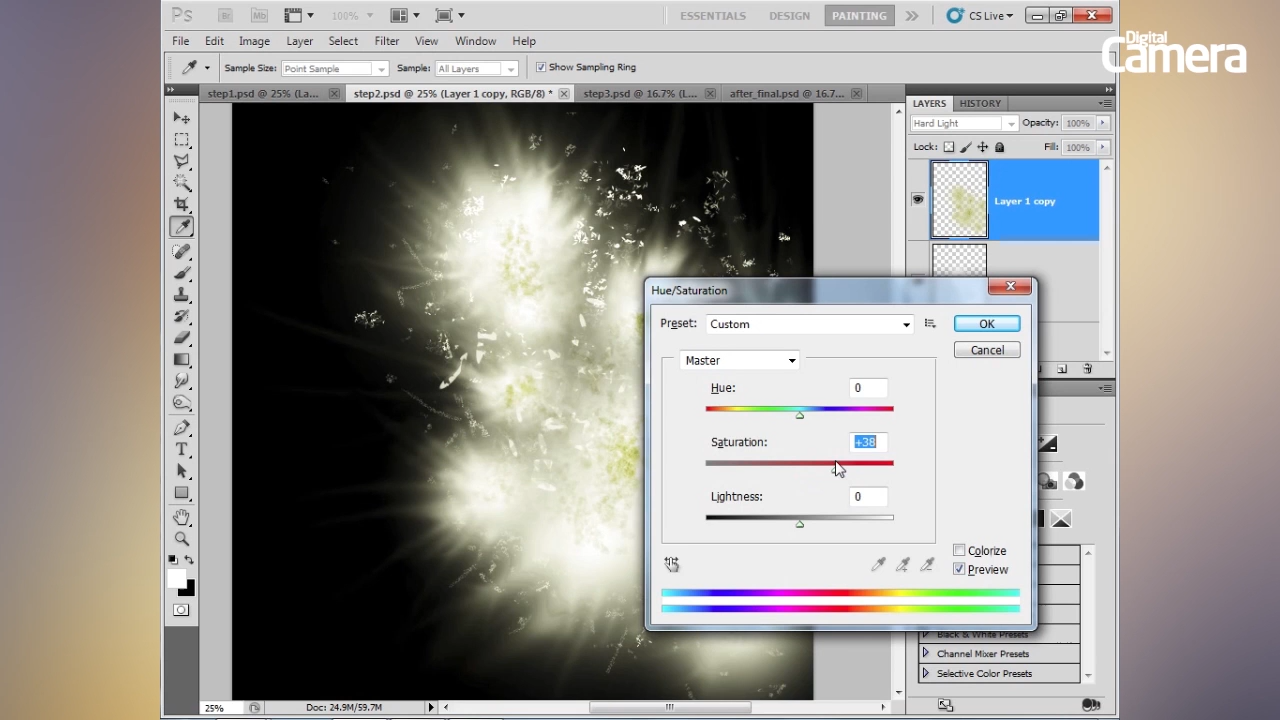 Ps
Br
Mb
100%
ESSENTIALS
DESIGN
PAINTING
CS Live
Digital
Camera
File
Edit
Image
Layer
Select
Filter
View
Window
Help
Sample Size: Point Sample
Sample: All Layers
Show Sampling Ring
step1.psd @ 25% (La...
step2.psd @ 25% (Layer 1 copy, RGB/8) *
step3.psd @ 16.7% (L...
after_final.psd @ 16.7...
LAYERS
HISTORY
Hard Light
Opacity: 100%
Lock:
Fill: 100%
Layer 1 copy
Hue/Saturation
Preset: Custom
OK
Cancel
Master
Hue: 0
Saturation: +38
Lightness: 0
Colorize
Preview
Black & White Presets
Channel Mixer Presets
Selective Color Presets
25%
Doc: 24.9M/59.7M